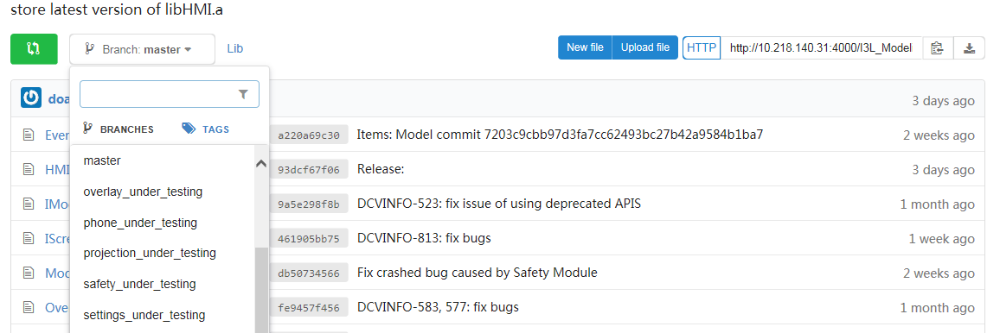 store latest version of libHMI.a
Branch: master
Lib
New file
Upload file
HTTP
http://10.218.140.31:4000/I3L_Model
doa
3 days ago
BRANCHES
TAGS
master
overlay_under_testing
phone_under_testing
projection_under_testing
safety_under_testing
settings_under_testing
Ever a220a69c30 Items: Model commit 7203c9cbb97d3fa7cc62493bc27b42a9584b1ba7 2 weeks ago
HMI 93dcf67f06 Release: 3 days ago
IMod 9a5e298f8b DCVINFO-523: fix issue of using deprecated APIS 1 month ago
IScre 461905bb75 DCVINFO-813: fix bugs 1 week ago
Mod db50734566 Fix crashed bug caused by Safety Module 2 weeks ago
Ove fe9457f456 DCVINFO-583, 577: fix bugs 1 month ago